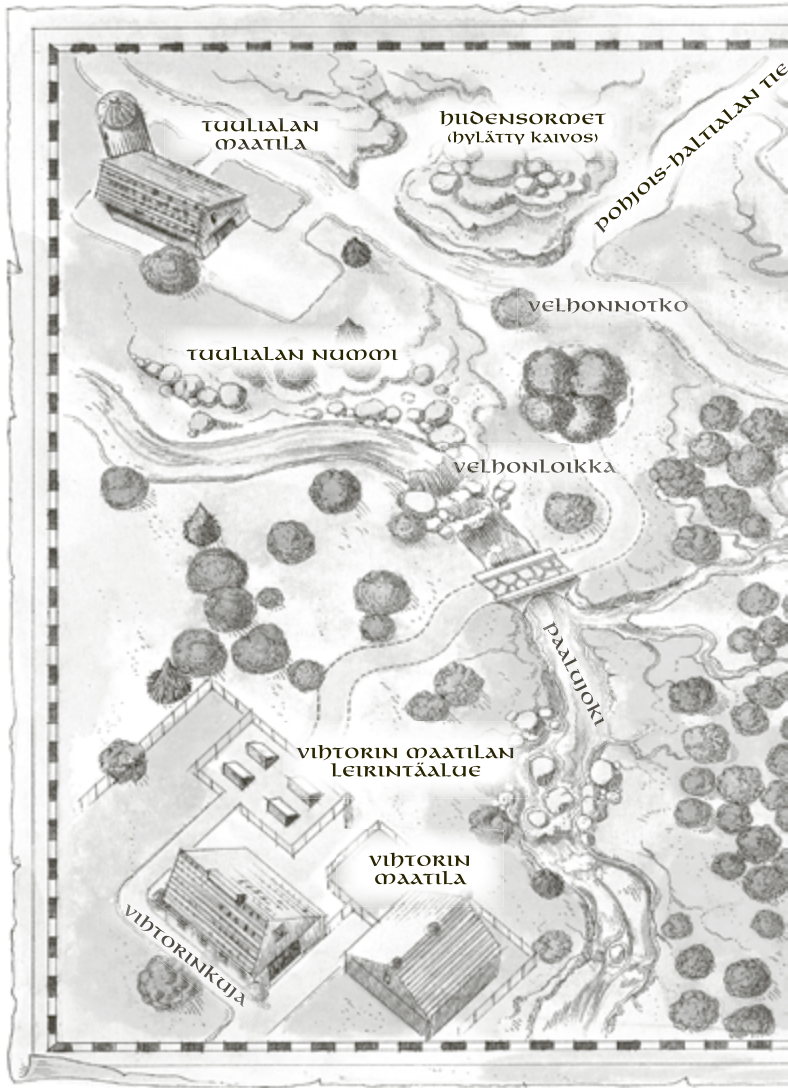 TUULIALAN
MAATILA
HIIDENSORMET
(HYLÄTTY KAIVOS)
POHJOIS-HALTIALAN TIE
VELHONNOTKO
TUULIALAN NUMMI
VELHONLOIKKA
PAALUJOKI
VIHTORIN MAATILAN
LEIRINTÄALUE
VIHTORIN
MAATILA
VIHTORINKUJA